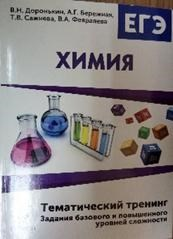 В.Н. Доронькин, А.Г. Бережная,
Т.В. Сажнева, В.А. Февралева
ЕГЭ
ХИМИЯ
Тематический тренинг
Задания базового и повышенного
уровней сложности